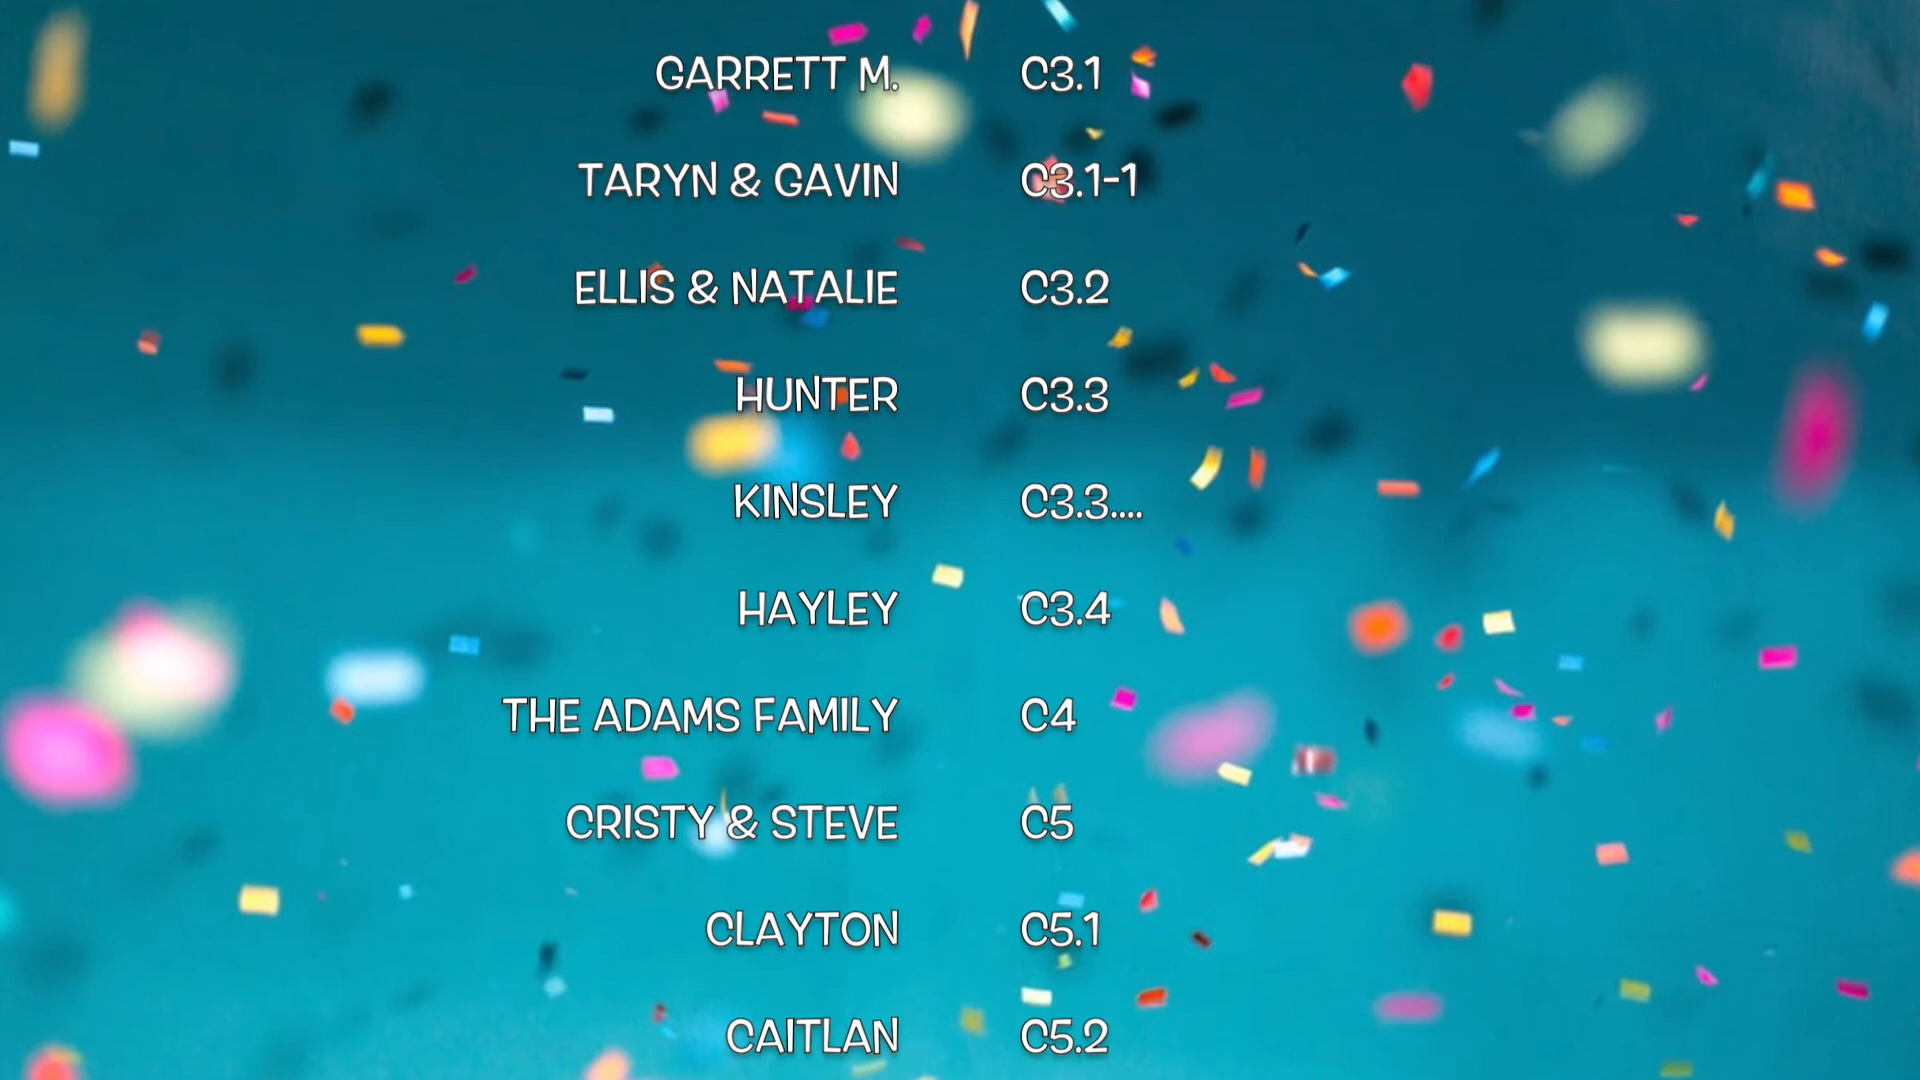 GARRETT M. C3.1
TARYN & GAVIN C3.1-1
ELLIS & NATALIE C3.2
HUNTER C3.3
KINSLEY C3.3....
HAYLEY C3.4
THE ADAMS FAMILY C4
CRISTY & STEVE C5
CLAYTON C5.1
CAITLAN C5.2